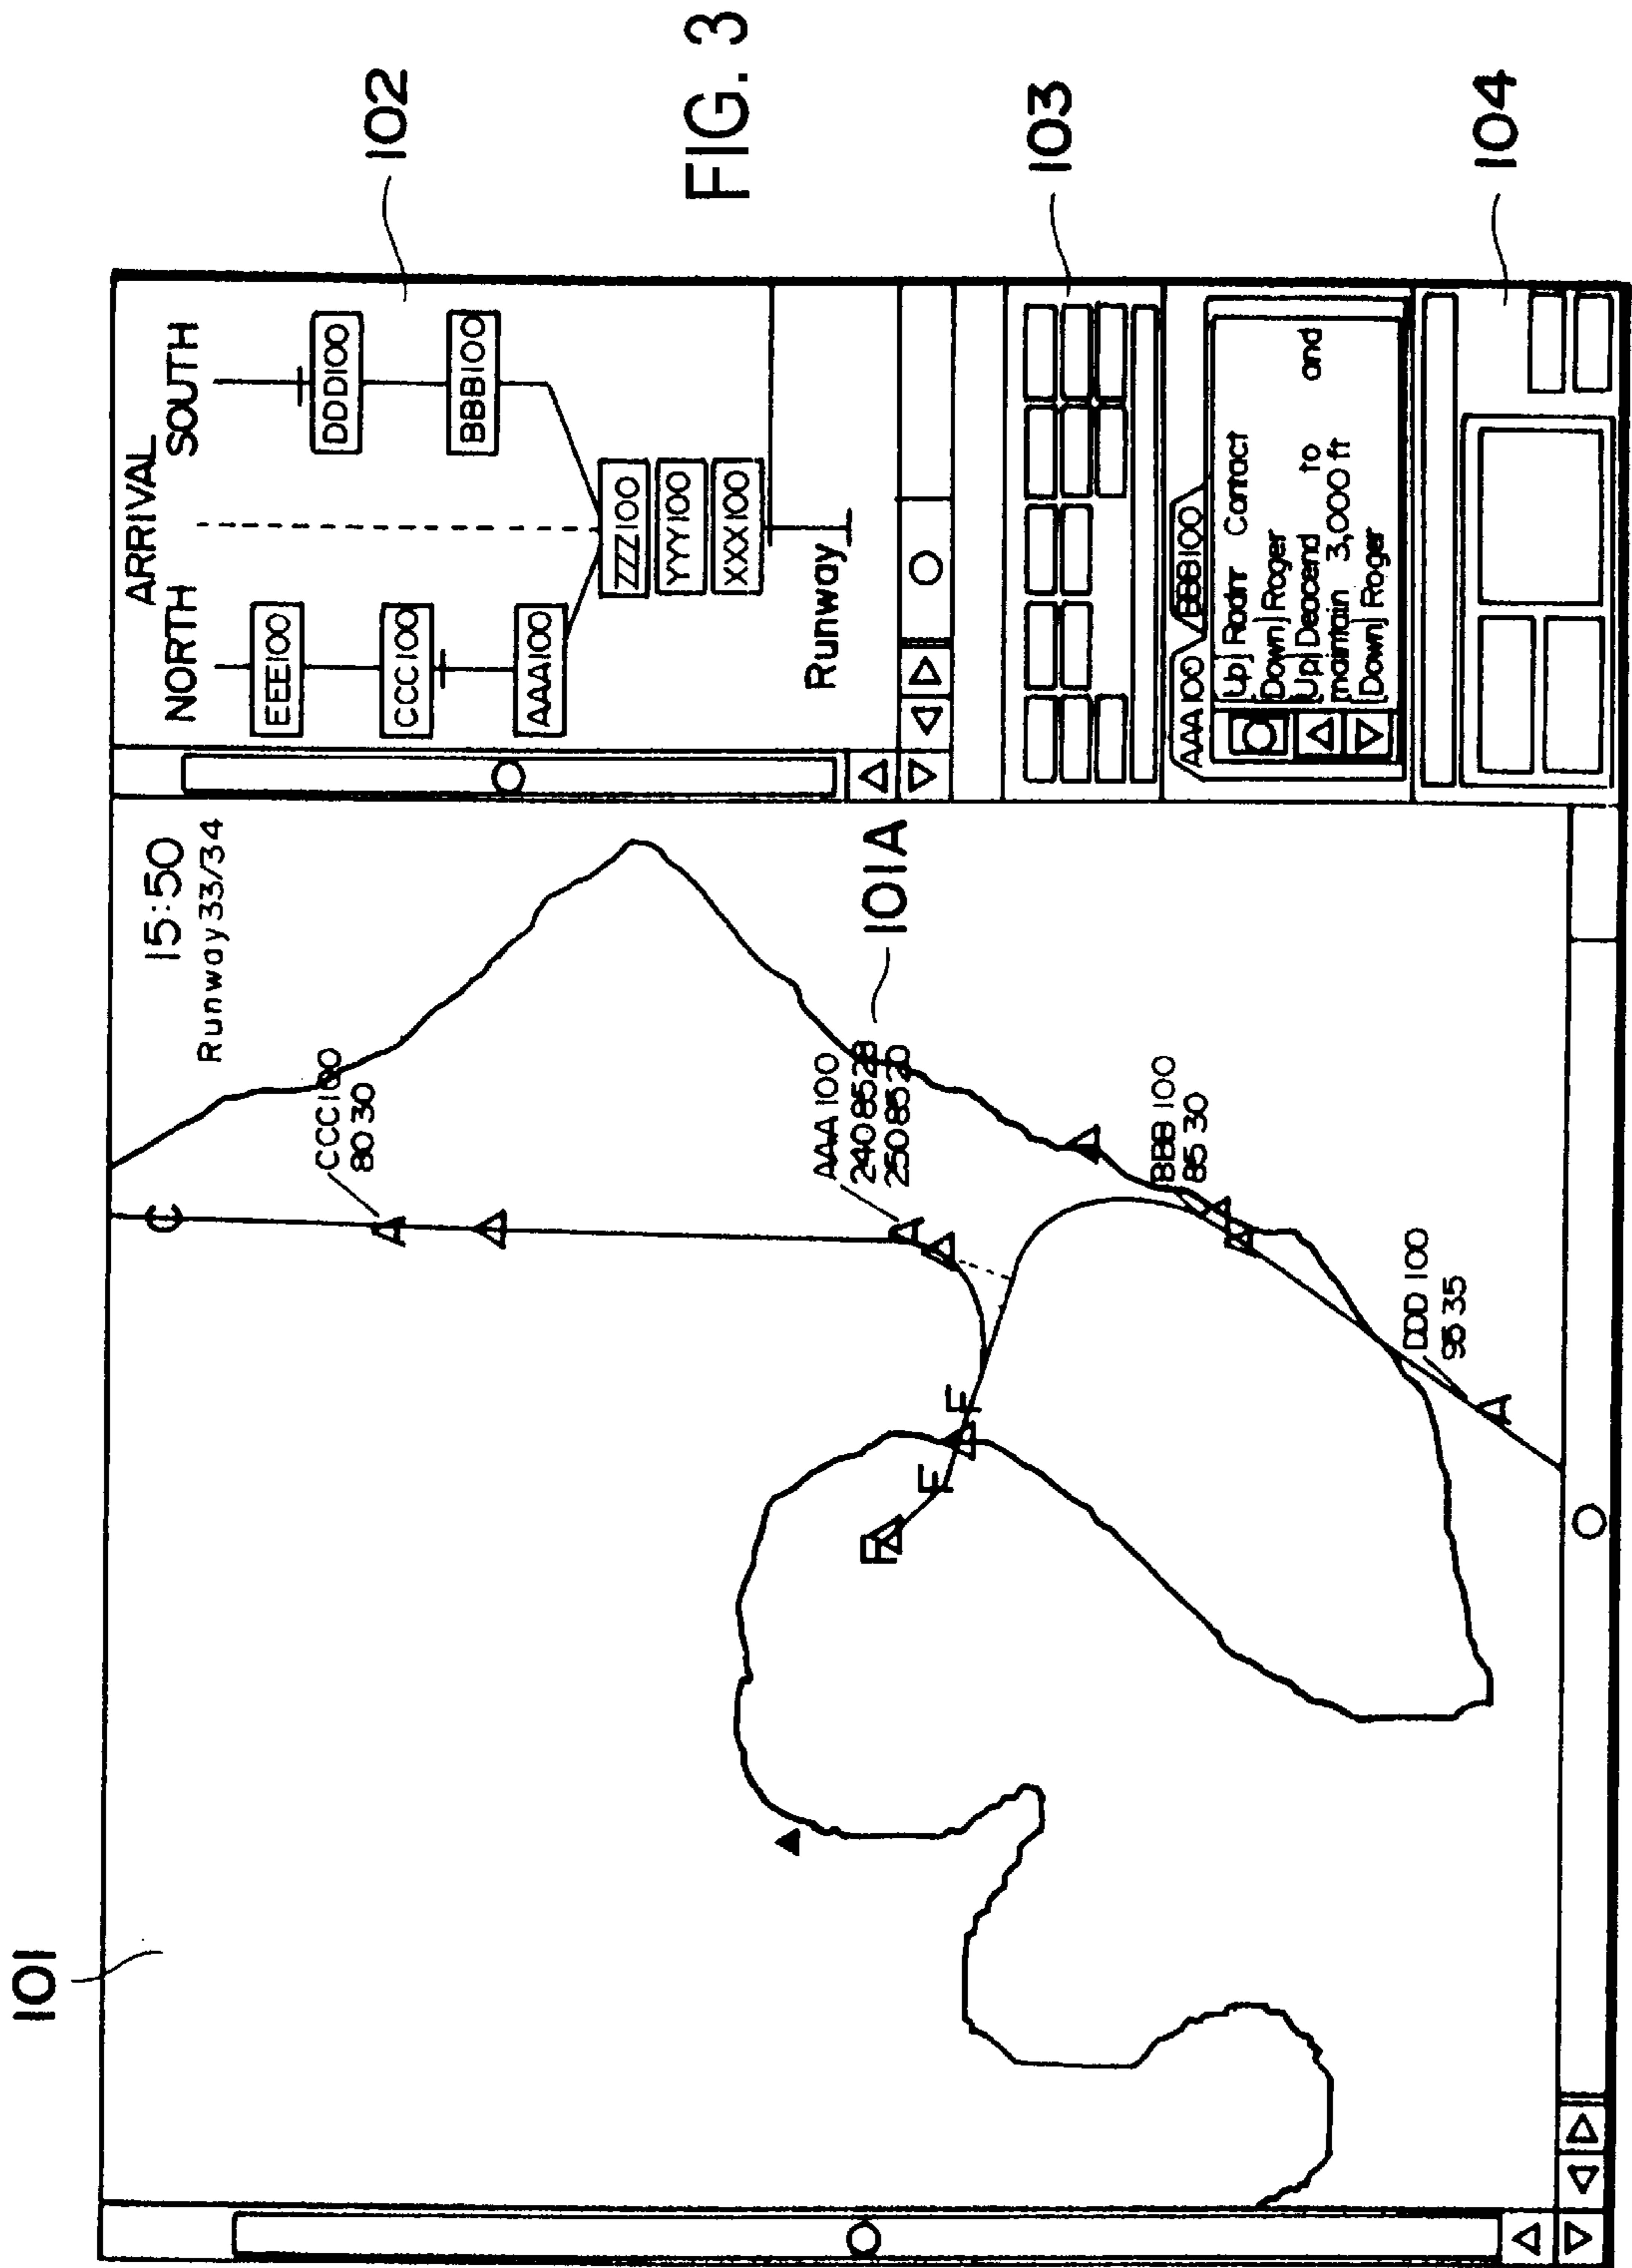 101
15:50
Runway 33/34
CCC100
80 30
AAA 100
240 85 28
250 85 20
101A
BBB 100
85 30
DDD 100
95 35
C
F
F
ARRIVAL
NORTH SOUTH
EEE100
DDD100
CCC100
BBB100
AAA100
ZZZ100
YYY100
XXX100
Runway
102
FIG. 3
103
AAA 100 BBB100
Up] Radar Contact
Down] Roger
Up] Deacend to and
maintain 3,000 ft
Down] Roger
104